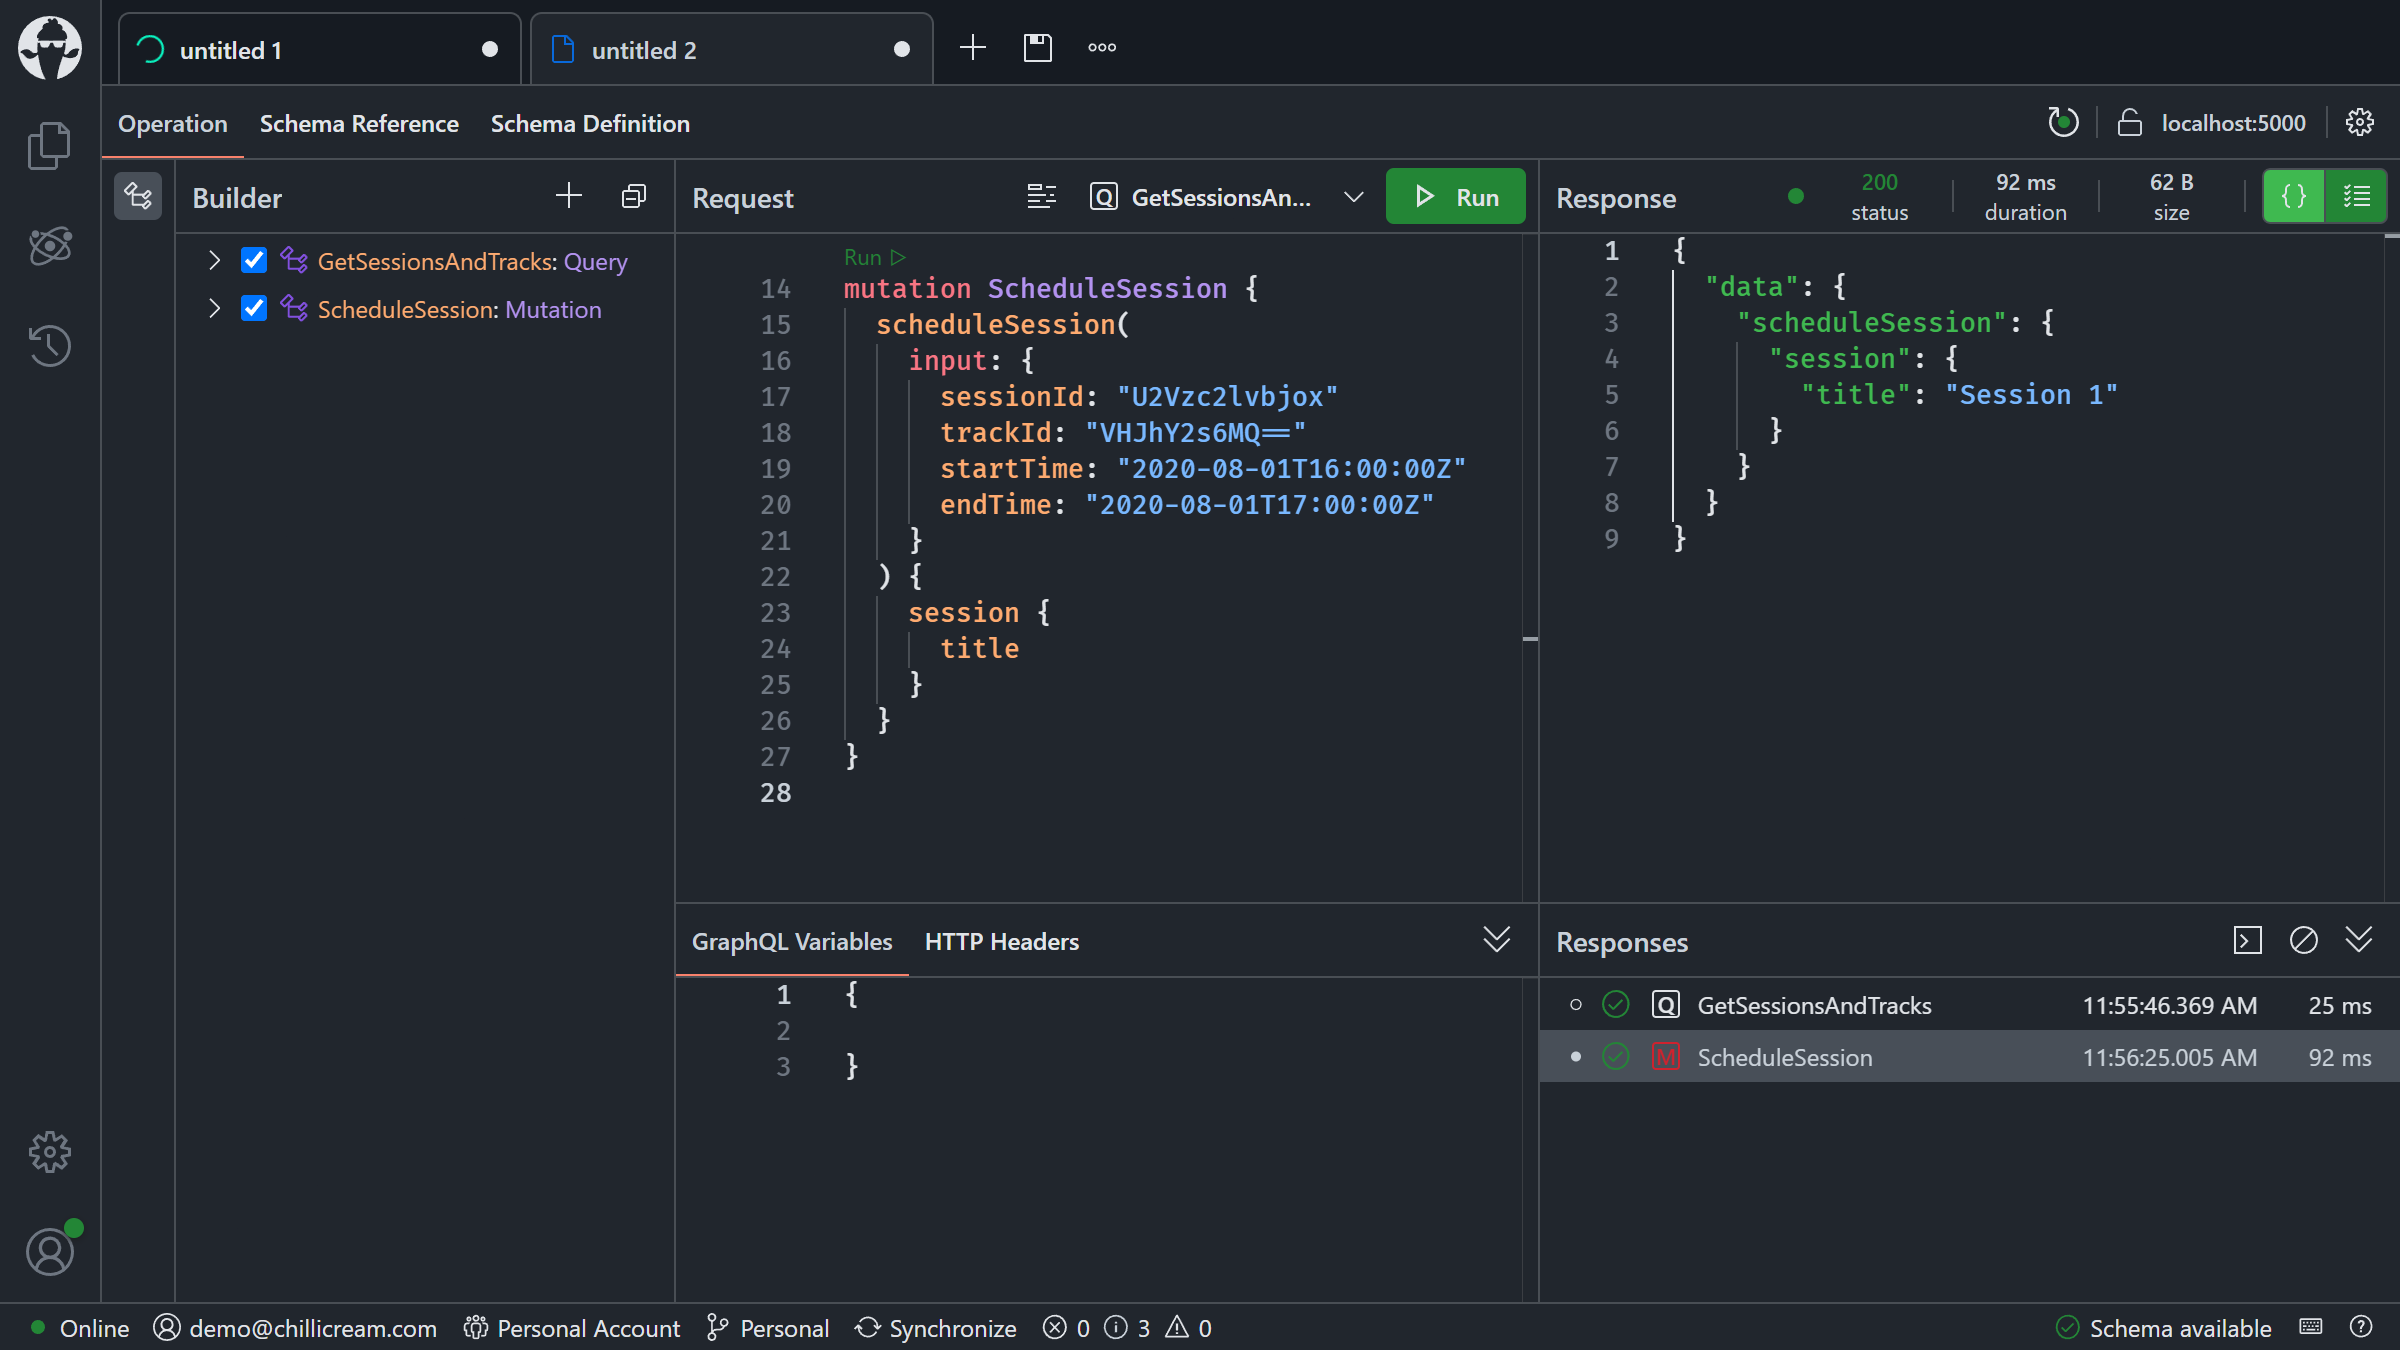 untitled 1
untitled 2
Operation
Schema Reference
Schema Definition
localhost:5000
Builder
GetSessionsAndTracks: Query
ScheduleSession: Mutation
Request
Q GetSessionsAn...
Run
Run
14 mutation ScheduleSession {
15 scheduleSession(
16 input: {
17 sessionId: "U2Vzc2lvbjox"
18 trackId: "VHJhY2s6MQ=="
19 startTime: "2020-08-01T16:00:00Z"
20 endTime: "2020-08-01T17:00:00Z"
21 }
22 ) {
23 session {
24 title
25 }
26 }
27 }
28
GraphQL Variables
HTTP Headers
1 {
2
3 }
Response
200
status
92 ms
duration
62 B
size
{}
1 {
2 "data": {
3 "scheduleSession": {
4 "session": {
5 "title": "Session 1"
6 }
7 }
8 }
9 }
Responses
Q GetSessionsAndTracks 11:55:46.369 AM 25 ms
M ScheduleSession 11:56:25.005 AM 92 ms
Online demo@chillicream.com Personal Account Personal Synchronize 0 3 0 Schema available